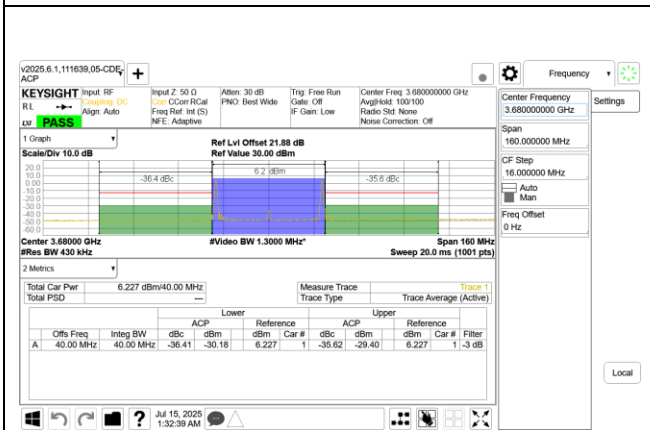 v2025.6.1,111639,05-CDE-
ACP
Frequency
KEYSIGHT Input: RF Input Z: 50 Ω Atten: 30 dB Trig: Free Run Center Freq: 3.680000000 GHz
RL Coupling: DC Corr CCorr RCal PNO: Best Wide Gate: Off Avg|Hold: 100/100
Align: Auto Freq Ref: Int (S) IF Gain: Low Radio Std: None
LXI PASS NFE: Adaptive Noise Correction: Off
Center Frequency
3.680000000 GHz
Settings
Span
160.000000 MHz
CF Step
16.000000 MHz
Auto
Man
Freq Offset
0 Hz
1 Graph
Ref Lvl Offset 21.88 dB
Scale/Div 10.0 dB Ref Value 30.00 dBm
20.0
10.0
0.00
-10.0
-20.0
-30.0
-40.0
-50.0
-60.0
-36.4 dBc 6.2 dBm -35.6 dBc
Center 3.68000 GHz #Video BW 1.3000 MHz* Span 160 MHz
#Res BW 430 kHz Sweep 20.0 ms (1001 pts)
2 Metrics
Total Car Pwr 6.227 dBm/40.00 MHz Measure Trace Trace 1
Total PSD --- Trace Type Trace Average (Active)
Lower Upper
ACP Reference ACP Reference
Offs Freq Integ BW dBc dBm dBm Car # dBc dBm dBm Car # Filter
A 40.00 MHz 40.00 MHz -36.41 -30.18 6.227 1 -35.62 -29.40 6.227 1 -3 dB
Local
Jul 15, 2025
1:32:39 AM